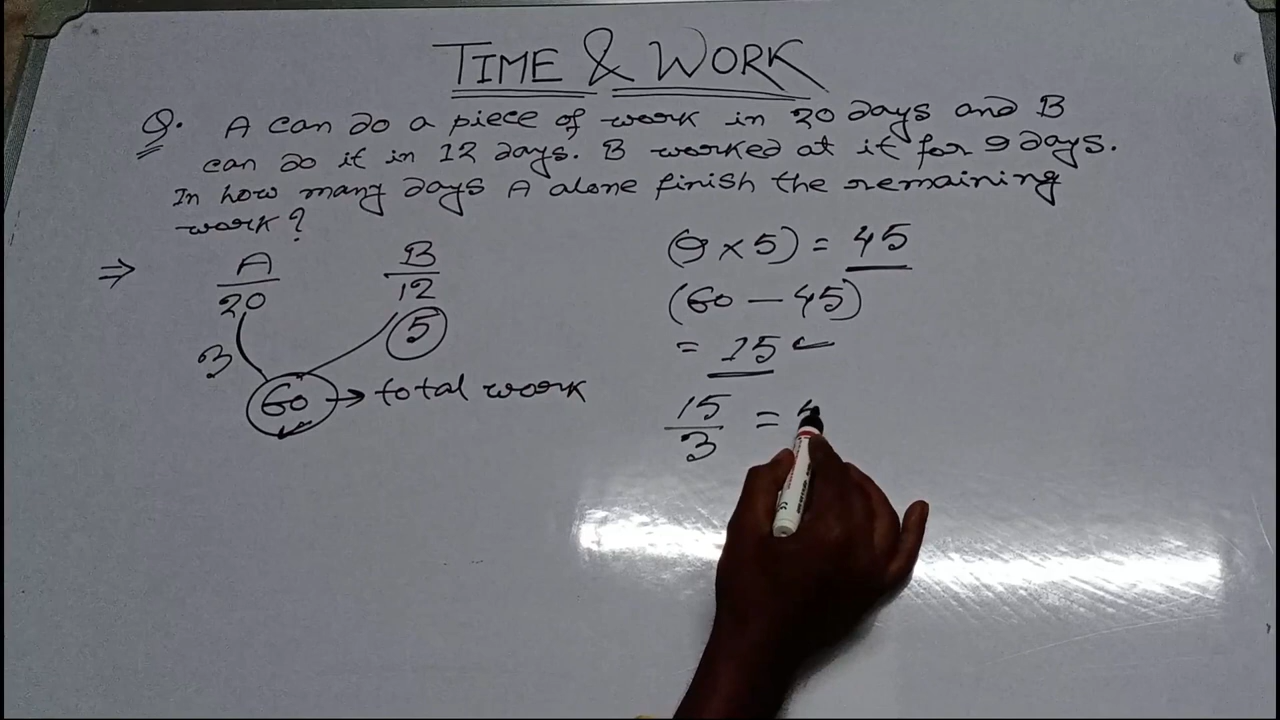 TIME & WORK
Q. A can do a piece of work in 20 days and B
can do it in 12 days. B worked at it for 9 days.
In how many days A alone finish the remaining
work?
⇒ A/20 B/12
3 5
60 → total work
(9 × 5) = 45
(60 - 45)
= 15
15/3 =